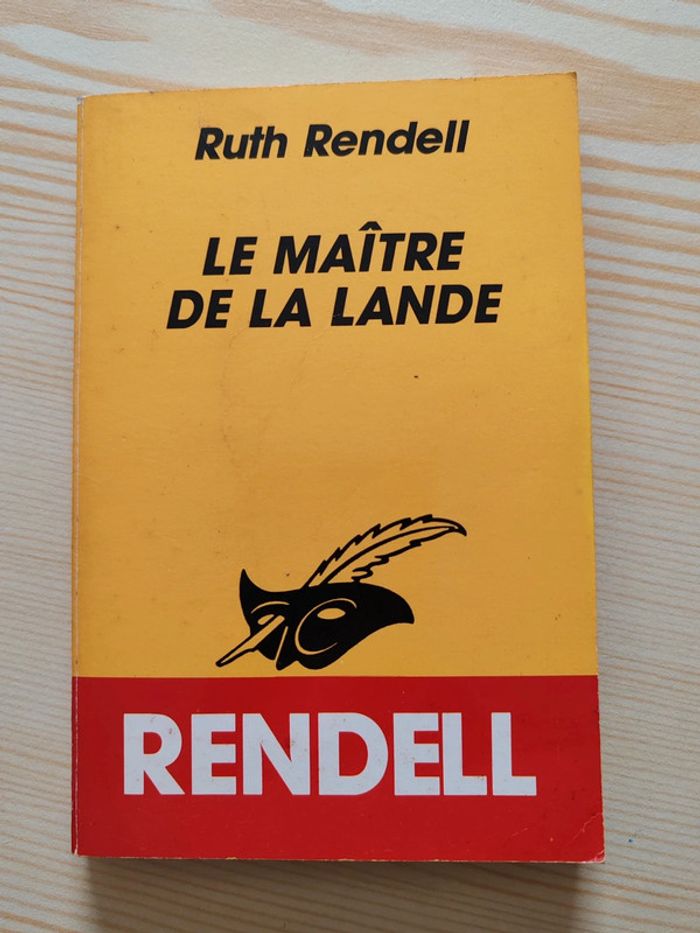 Ruth Rendell
LE MAÎTRE
DE LA LANDE
RENDELL